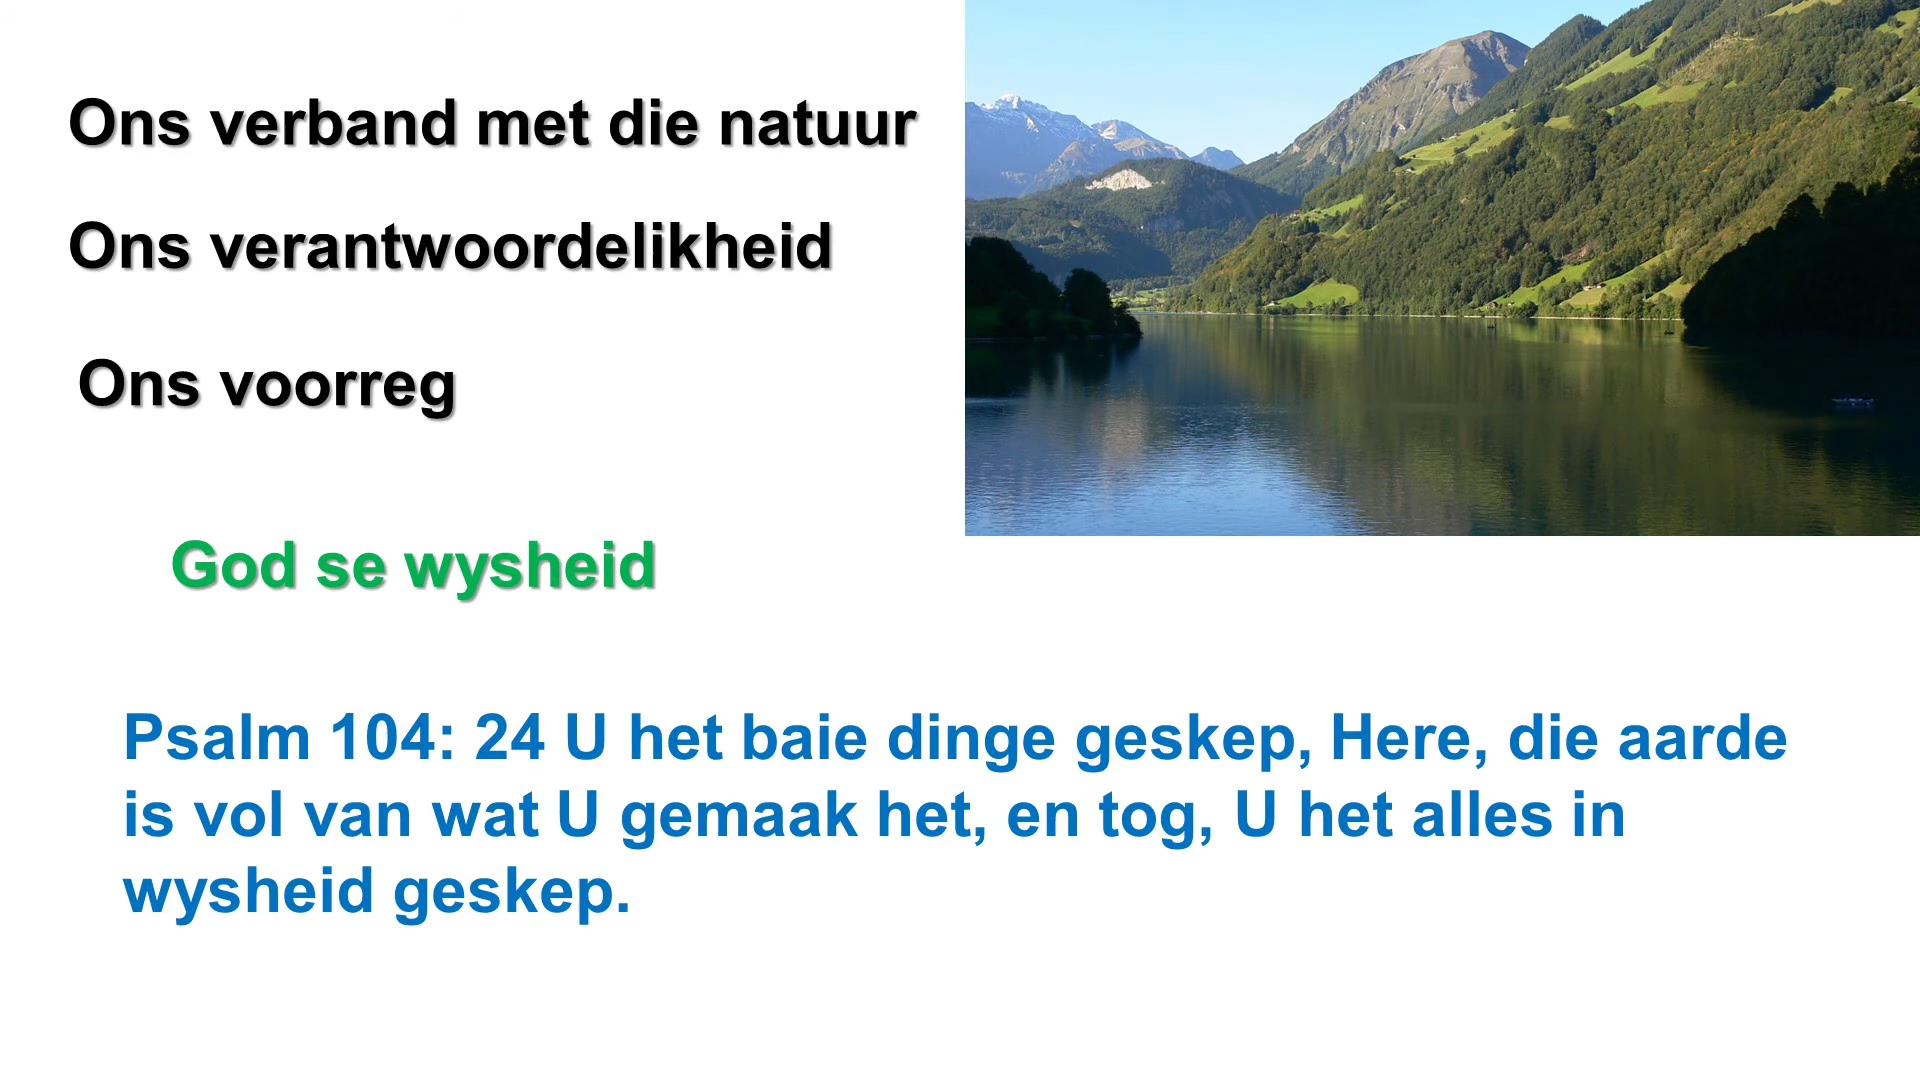 Ons verband met die natuur
Ons verantwoordelikheid
Ons voorreg
God se wysheid
Psalm 104: 24 U het baie dinge geskep, Here, die aarde
is vol van wat U gemaak het, en tog, U het alles in
wysheid geskep.